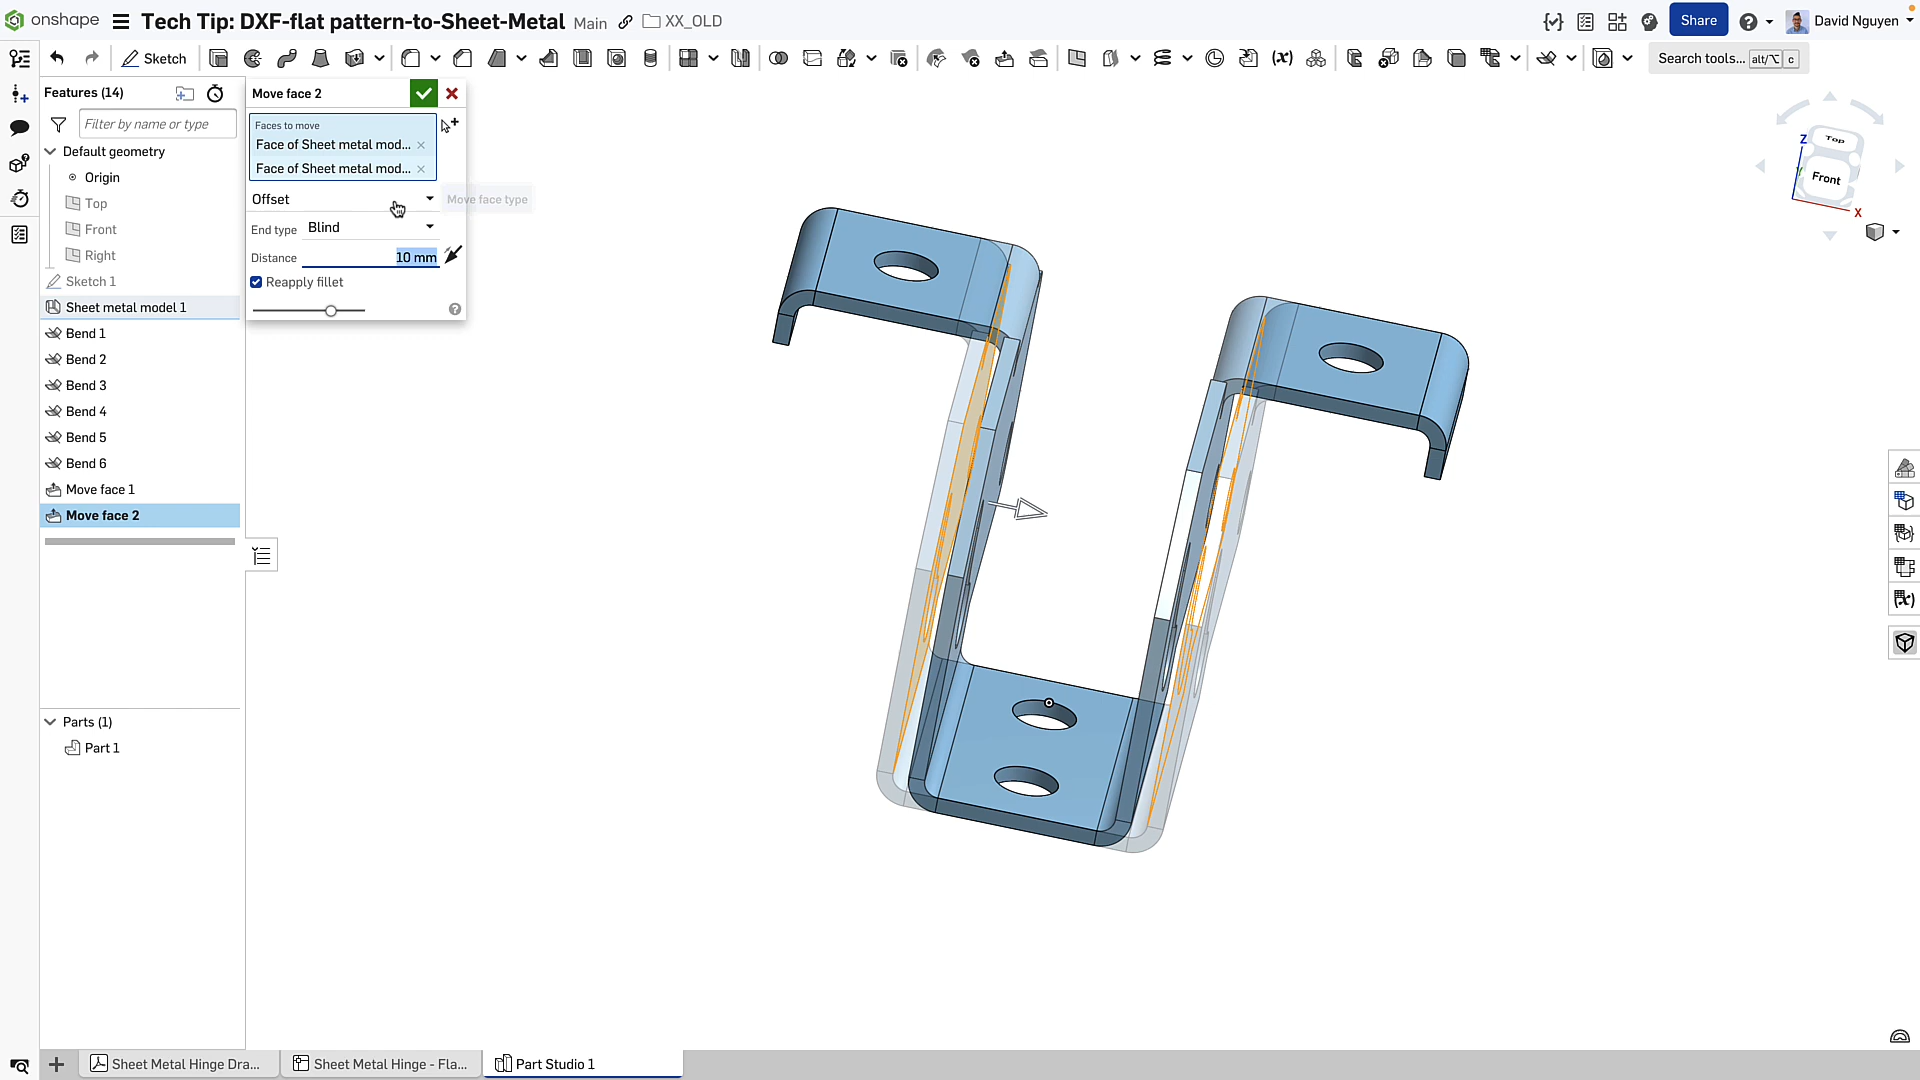 onshape
Tech Tip: DXF-flat pattern-to-Sheet-Metal
Main
XX_OLD
Share
David Nguyen
Sketch
Search tools...
alt/⌥
c
Features (14)
Filter by name or type
Default geometry
Origin
Top
Front
Right
Sketch 1
Sheet metal model 1
Bend 1
Bend 2
Bend 3
Bend 4
Bend 5
Bend 6
Move face 1
Move face 2
Parts (1)
Part 1
Move face 2
Faces to move
Face of Sheet metal mod...
Face of Sheet metal mod...
Offset
Move face type
End type
Blind
Distance
10 mm
Reapply fillet
Z
Top
Front
X
Sheet Metal Hinge Dra...
Sheet Metal Hinge - Fla...
Part Studio 1